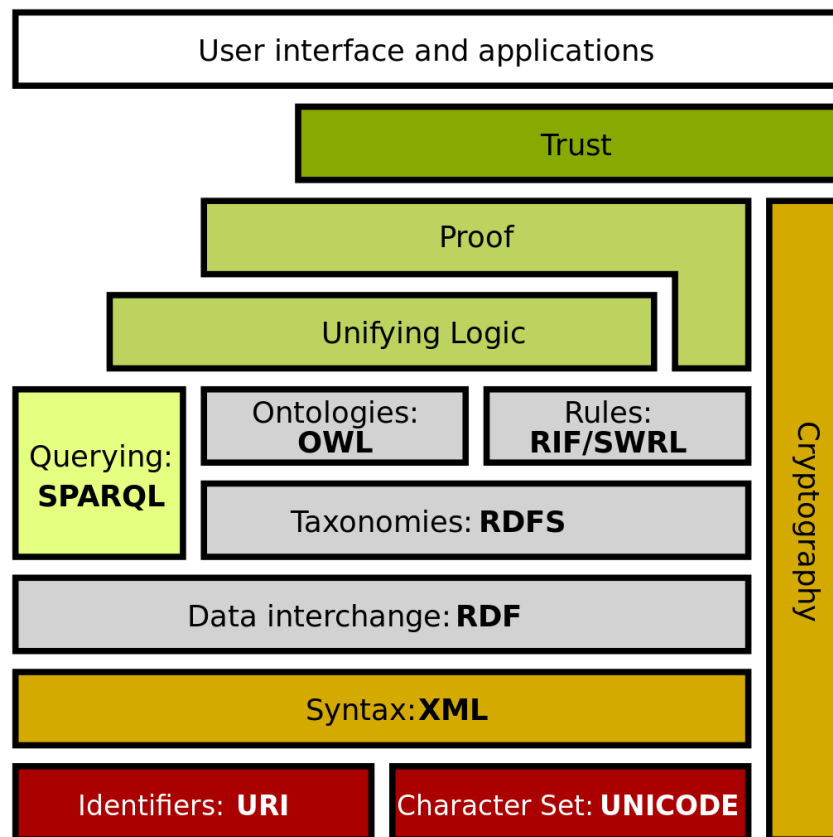 User interface and applications
Trust
Proof
Unifying Logic
Ontologies:
OWL
Rules:
RIF/SWRL
Querying:
SPARQL
Taxonomies: RDFS
Cryptography
Data interchange: RDF
Syntax: XML
Identifiers: URI
Character Set: UNICODE